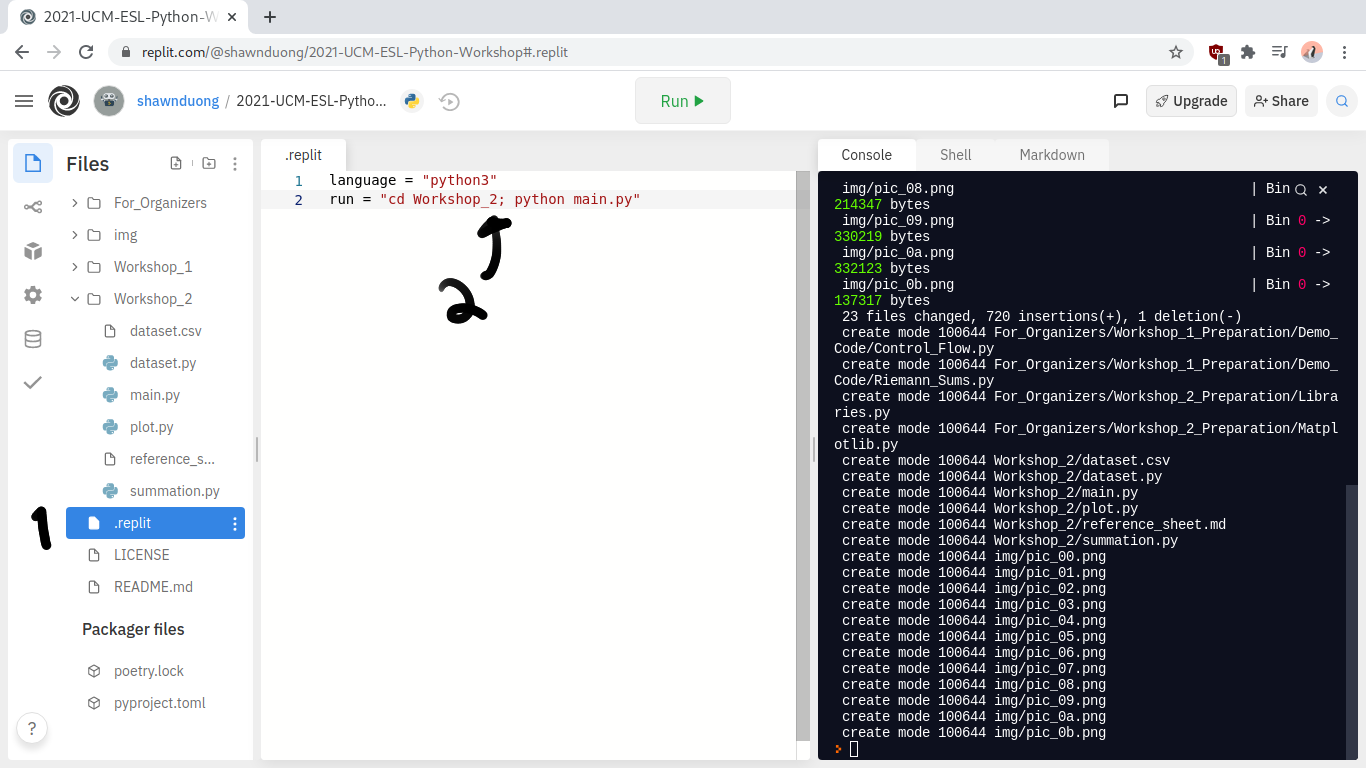 2021-UCM-ESL-Python-W
replit.com/@shawnduong/2021-UCM-ESL-Python-Workshop#.replit
1
shawnduong / 2021-UCM-ESL-Pytho...
Run
Upgrade
Share
Files
For_Organizers
img
Workshop_1
Workshop_2
dataset.csv
dataset.py
main.py
plot.py
reference_s...
summation.py
1
.replit
LICENSE
README.md
Packager files
poetry.lock
pyproject.toml
?
.replit
1 language = "python3"
2 run = "cd Workshop_2; python main.py"
2
Console Shell Markdown
img/pic_08.png | Bin
214347 bytes
img/pic_09.png | Bin 0 ->
330219 bytes
img/pic_0a.png | Bin 0 ->
332123 bytes
img/pic_0b.png | Bin 0 ->
137317 bytes
23 files changed, 720 insertions(+), 1 deletion(-)
create mode 100644 For_Organizers/Workshop_1_Preparation/Demo_
Code/Control_Flow.py
create mode 100644 For_Organizers/Workshop_1_Preparation/Demo_
Code/Riemann_Sums.py
create mode 100644 For_Organizers/Workshop_2_Preparation/Libra
ries.py
create mode 100644 For_Organizers/Workshop_2_Preparation/Matpl
otlib.py
create mode 100644 Workshop_2/dataset.csv
create mode 100644 Workshop_2/dataset.py
create mode 100644 Workshop_2/main.py
create mode 100644 Workshop_2/plot.py
create mode 100644 Workshop_2/reference_sheet.md
create mode 100644 Workshop_2/summation.py
create mode 100644 img/pic_00.png
create mode 100644 img/pic_01.png
create mode 100644 img/pic_02.png
create mode 100644 img/pic_03.png
create mode 100644 img/pic_04.png
create mode 100644 img/pic_05.png
create mode 100644 img/pic_06.png
create mode 100644 img/pic_07.png
create mode 100644 img/pic_08.png
create mode 100644 img/pic_09.png
create mode 100644 img/pic_0a.png
create mode 100644 img/pic_0b.png